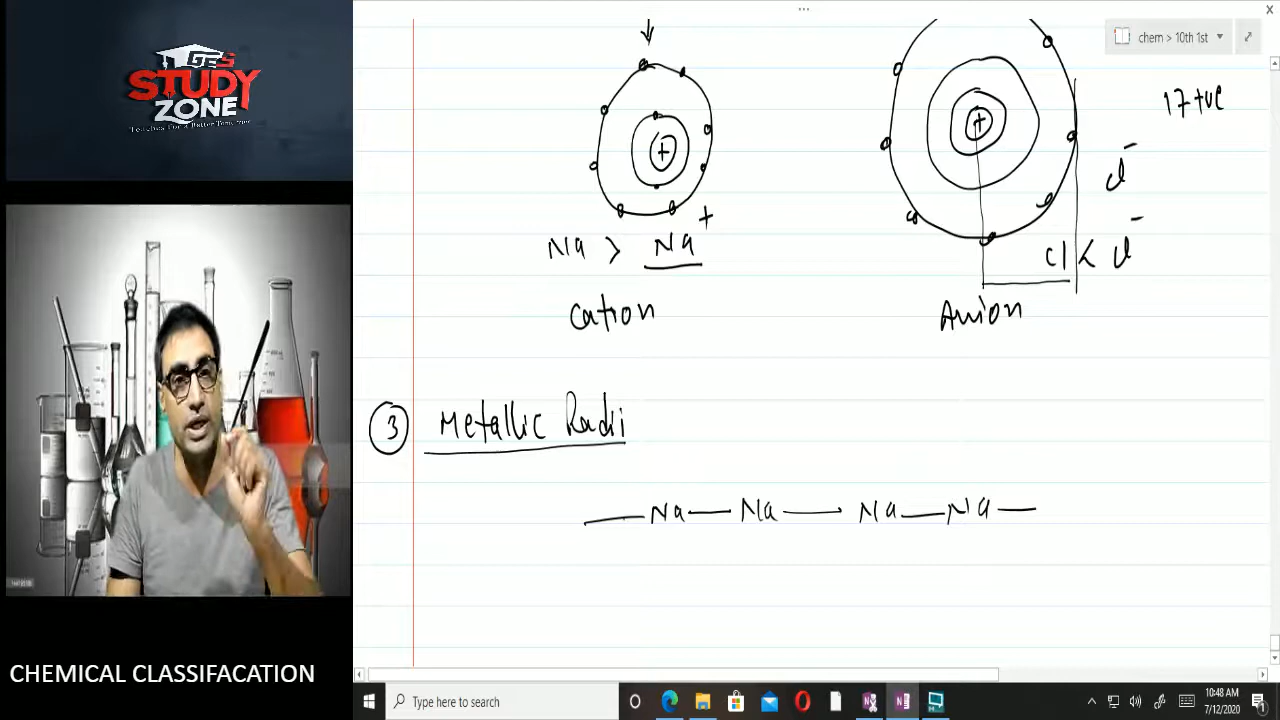 GES
STUDY
ZONE
chem > 10th 1st
17 +ve
+
+
Cl⁻
Na > Na⁺
Cl < Cl⁻
Cation
Anion
3 Metallic Radii
— Na — Na — Na — Na —
CHEMICAL CLASSIFACATION
Type here to search
10:48 AM
7/12/2020